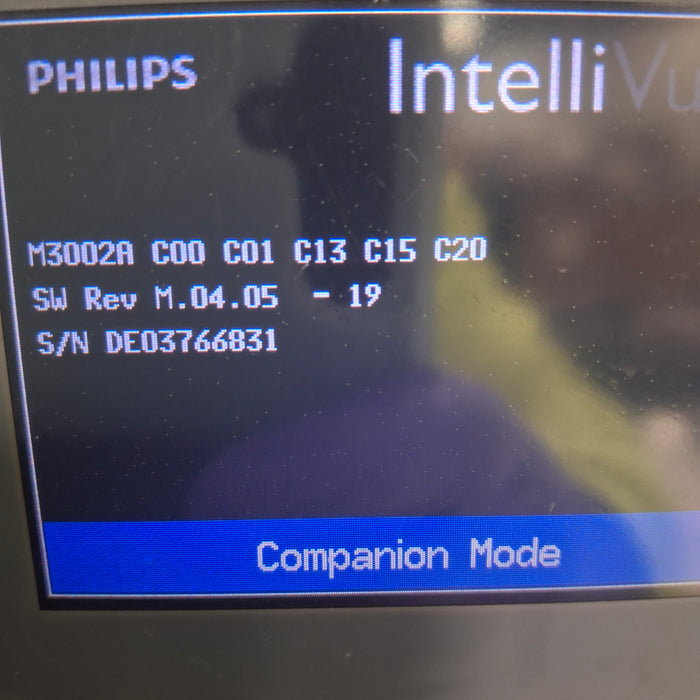 PHILIPS
IntelliVu
M3002A C00 C01 C13 C15 C20
SW Rev M.04.05 - 19
S/N DE03766831
Companion Mode